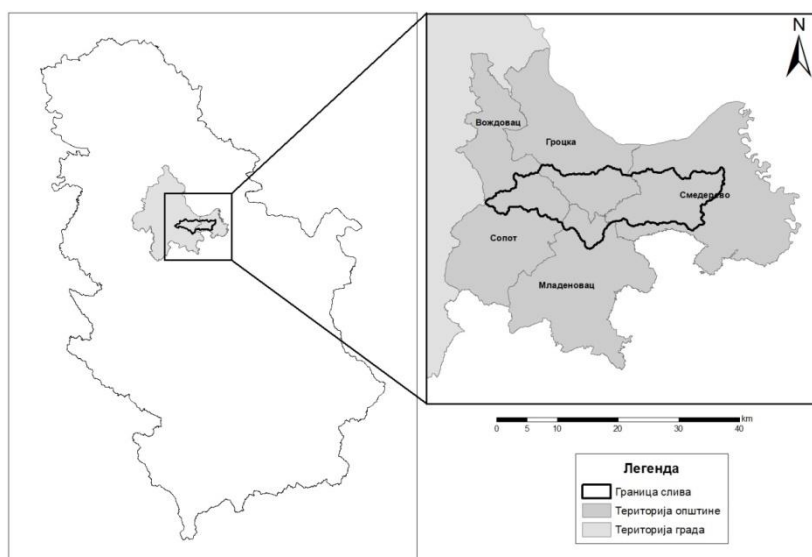 N
Вождовац
Гроцка
Смедерево
Сопот
Младеновац
km
0 5 10 20 30 40
Легенда
Граница слива
Територија општине
Територија града